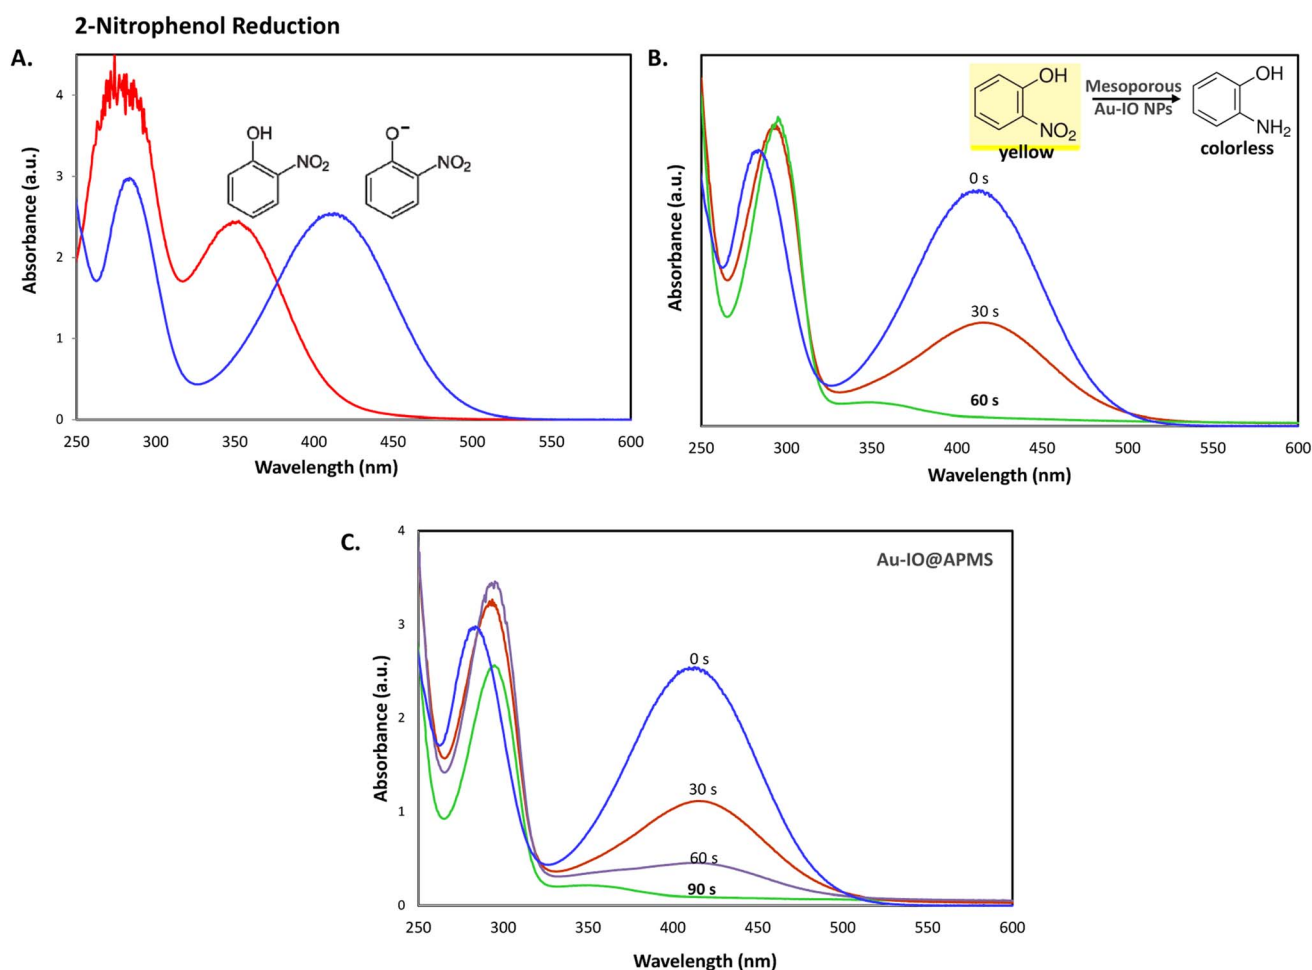 2-Nitrophenol Reduction
A.
Absorbance (a.u.)
4
3
2
1
0
250 300 350 400 450 500 550 600
Wavelength (nm)
OH
NO₂
O⁻
NO₂
B.
Absorbance (a.u.)
250 300 350 400 450 500 550 600
Wavelength (nm)
OH
NO₂
yellow
Mesoporous
Au-IO NPs
OH
NH₂
colorless
0 s
30 s
60 s
C.
Absorbance (a.u.)
4
3
2
1
0
250 300 350 400 450 500 550 600
Wavelength (nm)
Au-IO@APMS
0 s
30 s
60 s
90 s